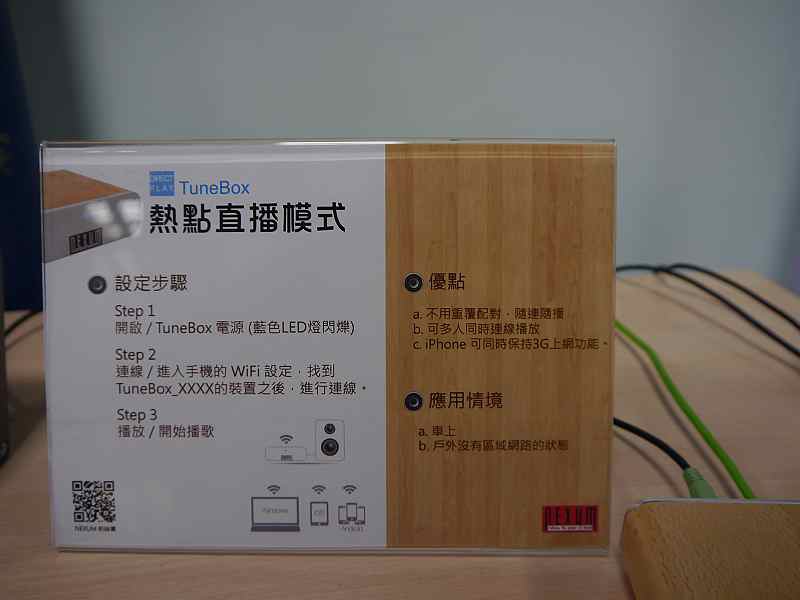 DIRECT
PLAY
TuneBox
熱點直播模式
NEXUM
設定步驟
Step 1
開啟 / TuneBox 電源 (藍色LED燈閃爍)
Step 2
連線 / 進入手機的 WiFi 設定，找到
TuneBox_XXXX的裝置之後，進行連線。
Step 3
播放 / 開始播歌
Windows
iOS
Android
優點
a. 不用重覆配對，隨連隨播
b. 可多人同時連線播放
c. iPhone 可同時保持3G上網功能。
應用情境
a. 車上
b. 戶外沒有區域網路的狀態
NEXUM